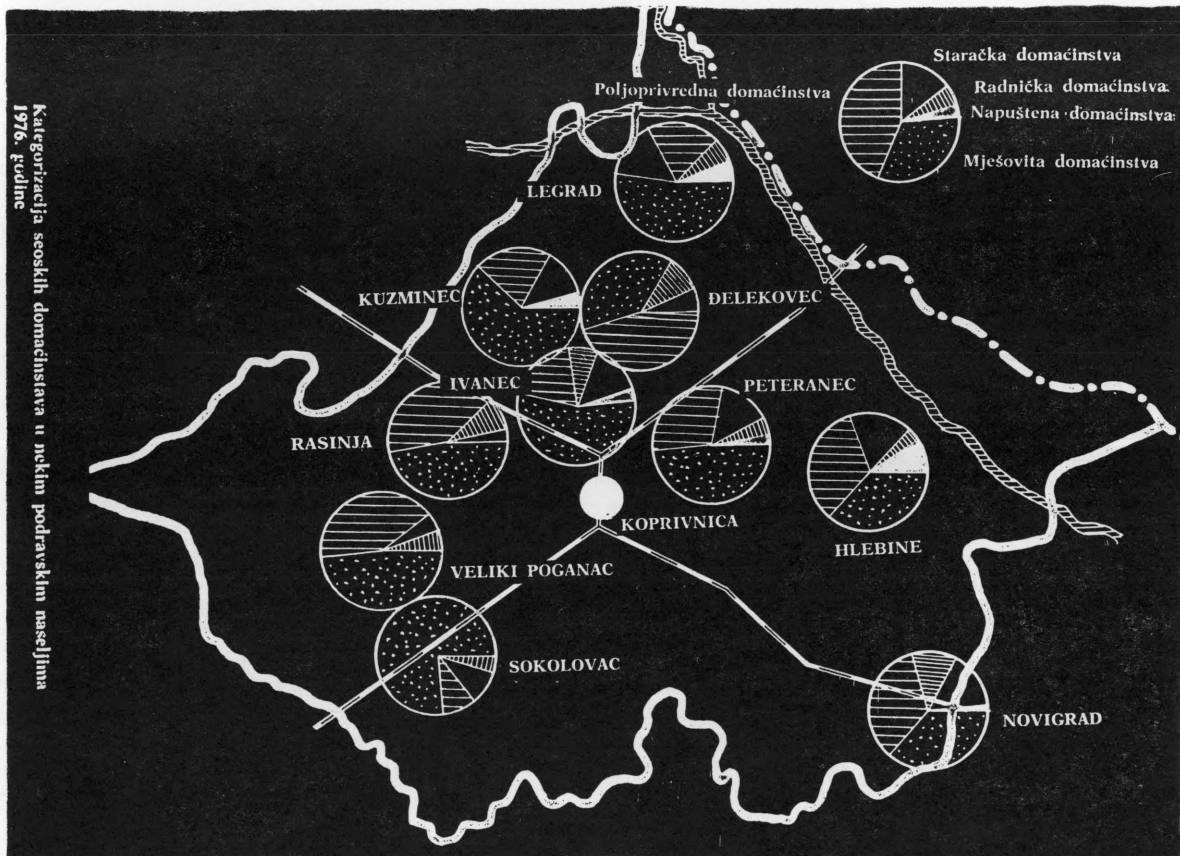 Kategorizacija seoskih domaćinstava u nekim podravskim naseljima
1976. godine
Staračka domaćinstva
Radnička domaćinstva
Poljoprivredna domaćinstva
Napuštena domaćinstva
Mješovita domaćinstva
LEGRAD
KUZMINEC
ĐELEKOVEC
IVANEC
PETERANEC
RASINJA
KOPRIVNICA
HLEBINE
VELIKI POGANAC
SOKOLOVAC
NOVIGRAD